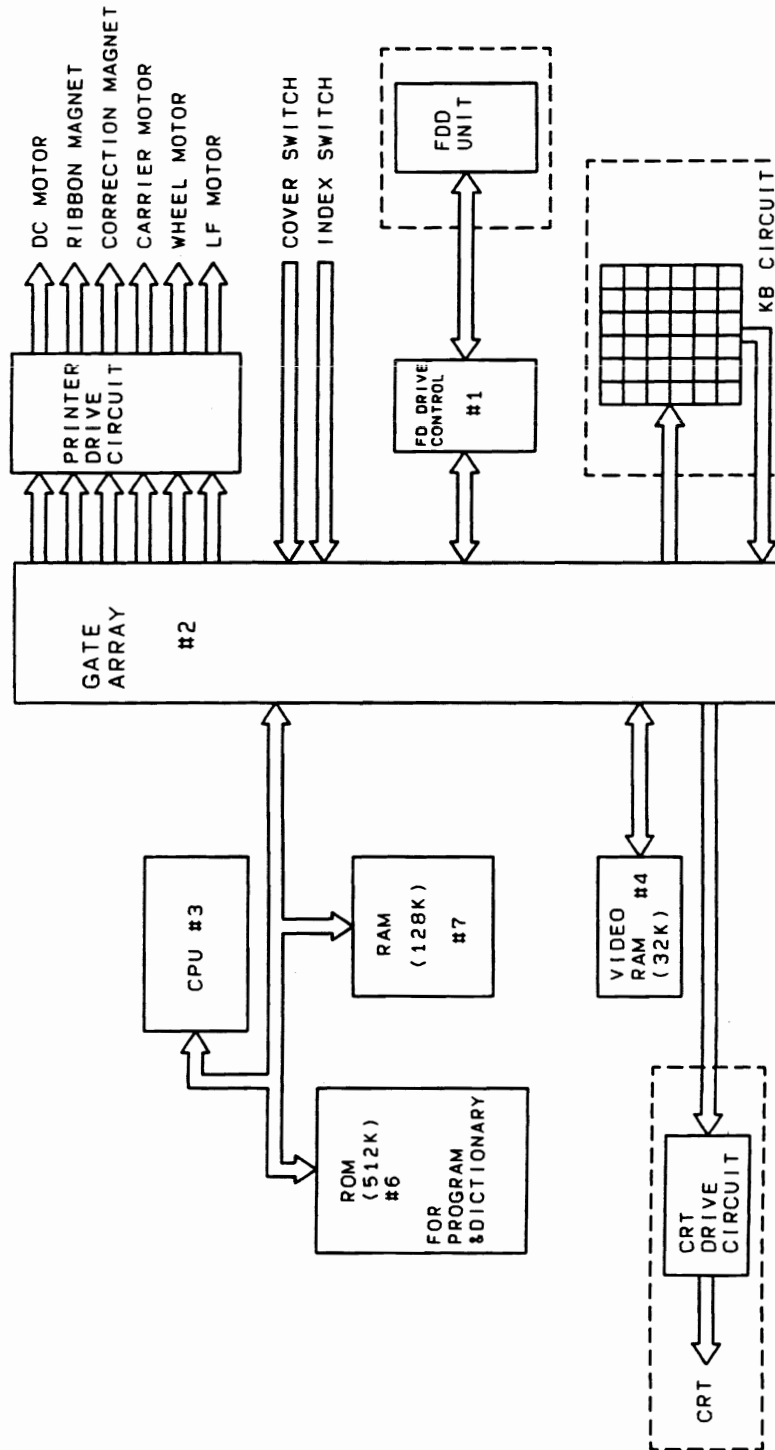 DC MOTOR
RIBBON MAGNET
CORRECTION MAGNET
CARRIER MOTOR
WHEEL MOTOR
LF MOTOR
PRINTER
DRIVE
CIRCUIT
COVER SWITCH
INDEX SWITCH
FDD
UNIT
FD DRIVE
CONTROL
#1
KB CIRCUIT
GATE
ARRAY
#2
CPU #3
RAM
(128K)
#7
ROM
(512K)
#6
FOR
PROGRAM
&DICTIONARY
VIDEO
RAM #4
(32K)
CRT
DRIVE
CIRCUIT
CRT